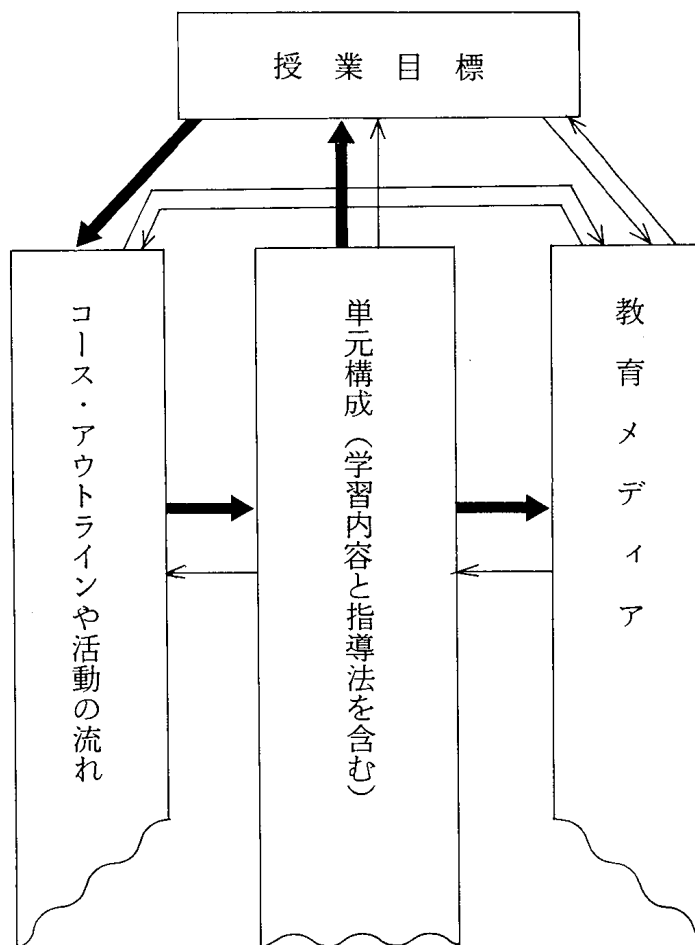 授業目標
コース・アウトラインや活動の流れ
単元構成（学習内容と指導法を含む）
教育メディア